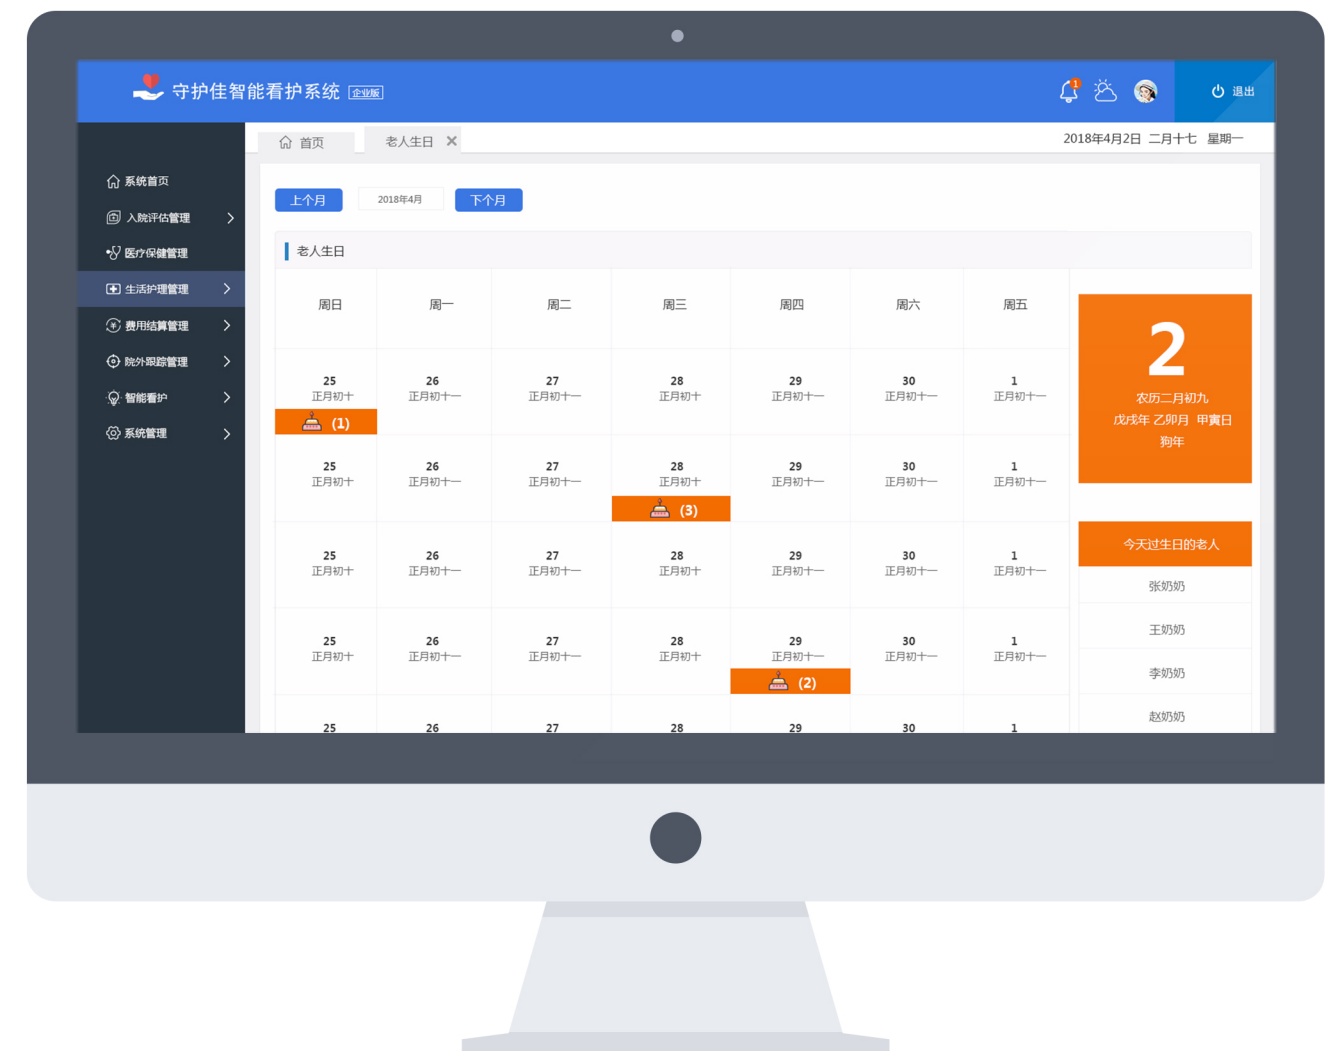 守护佳智能看护系统 企业版
1
退出
首页 老人生日
2018年4月2日 二月十七 星期一
系统首页
入院评估管理
医疗保健管理
生活护理管理
费用结算管理
院外跟踪管理
智能看护
系统管理
上个月 2018年4月 下个月
老人生日
周日 周一 周二 周三 周四 周六 周五
25 26 27 28 29 30 1
正月初十 正月初十一 正月初十一 正月初十 正月初十一 正月初十一 正月初十一
(1)
25 26 27 28 29 30 1
正月初十 正月初十一 正月初十一 正月初十 正月初十一 正月初十一 正月初十一
(3)
25 26 27 28 29 30 1
正月初十 正月初十一 正月初十一 正月初十 正月初十一 正月初十一 正月初十一
25 26 27 28 29 30 1
正月初十 正月初十一 正月初十一 正月初十 正月初十一 正月初十一 正月初十一
(2)
25 26 27 28 29 30 1
2
农历二月初九
戊戌年 乙卯月 甲寅日
狗年
今天过生日的老人
张奶奶
王奶奶
李奶奶
赵奶奶